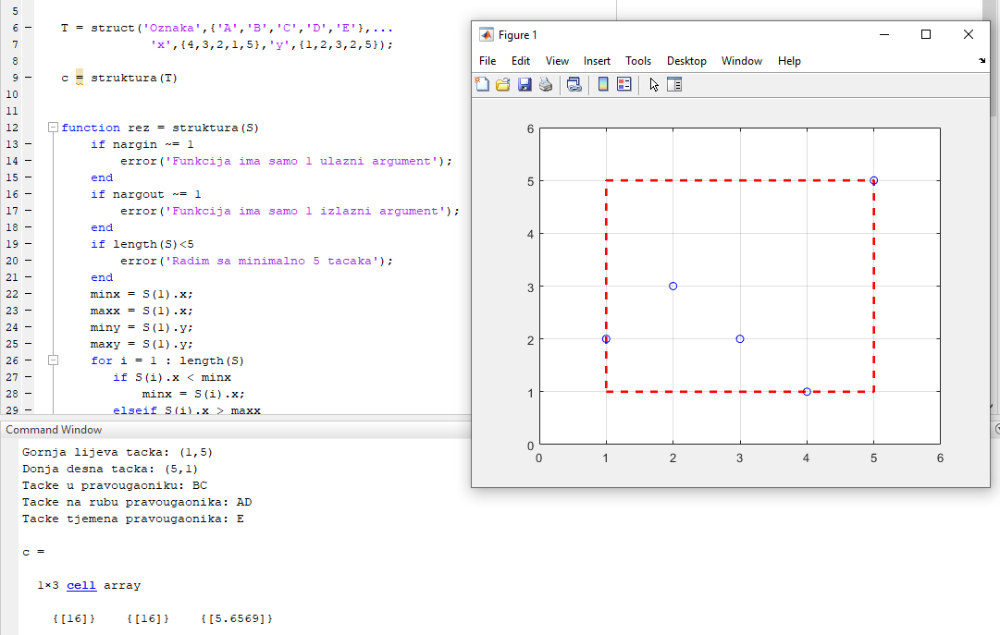 5
6 – T = struct('Oznaka',{'A','B','C','D','E'},...
7 'x',{4,3,2,1,5},'y',{1,2,3,2,5});
8
9 – c = struktura(T)
10
11
12 function rez = struktura(S)
13 – if nargin ~= 1
14 – error('Funkcija ima samo 1 ulazni argument');
15 – end
16 – if nargout ~= 1
17 – error('Funkcija ima samo 1 izlazni argument');
18 – end
19 – if length(S)<5
20 – error('Radim sa minimalno 5 tacaka');
21 – end
22 – minx = S(1).x;
23 – maxx = S(1).x;
24 – miny = S(1).y;
25 – maxy = S(1).y;
26 – for i = 1 : length(S)
27 – if S(i).x < minx
28 – minx = S(i).x;
29 – elseif S(i).x > maxx
Figure 1
File Edit View Insert Tools Desktop Window Help
6
5
4
3
2
1
0
0 1 2 3 4 5 6
Command Window
Gornja lijeva tacka: (1,5)
Donja desna tacka: (5,1)
Tacke u pravougaoniku: BC
Tacke na rubu pravougaonika: AD
Tacke tjemena pravougaonika: E
c =
1×3 cell array
{[16]} {[16]} {[5.6569]}